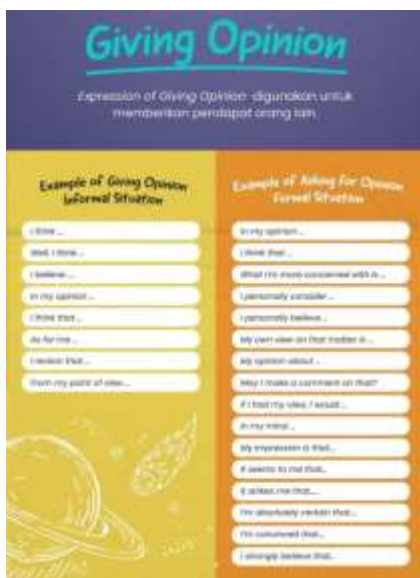 Giving Opinion
Expression of Giving Opinion digunakan untuk
memberikan pendapat orang lain.
Example of Giving Opinion
Informal Situation
I think ...
Well, I think ...
I believe ...
In my opinion ...
I think that ...
As for me ...
I reckon that ...
From my point of view ...
Example of Asking for Opinion
Formal Situation
In my opinion ...
I think that ...
What I'm more concerned with is ...
I personally consider ...
I personally believe ...
My own view on that matter is ...
My opinion about ...
May I make a comment on that?
If I had my view, I would ...
In my mind ...
My impression is that...
It seems to me that...
It strikes me that...
I'm absolutely certain that...
I'm convinced that...
I strongly believe that...